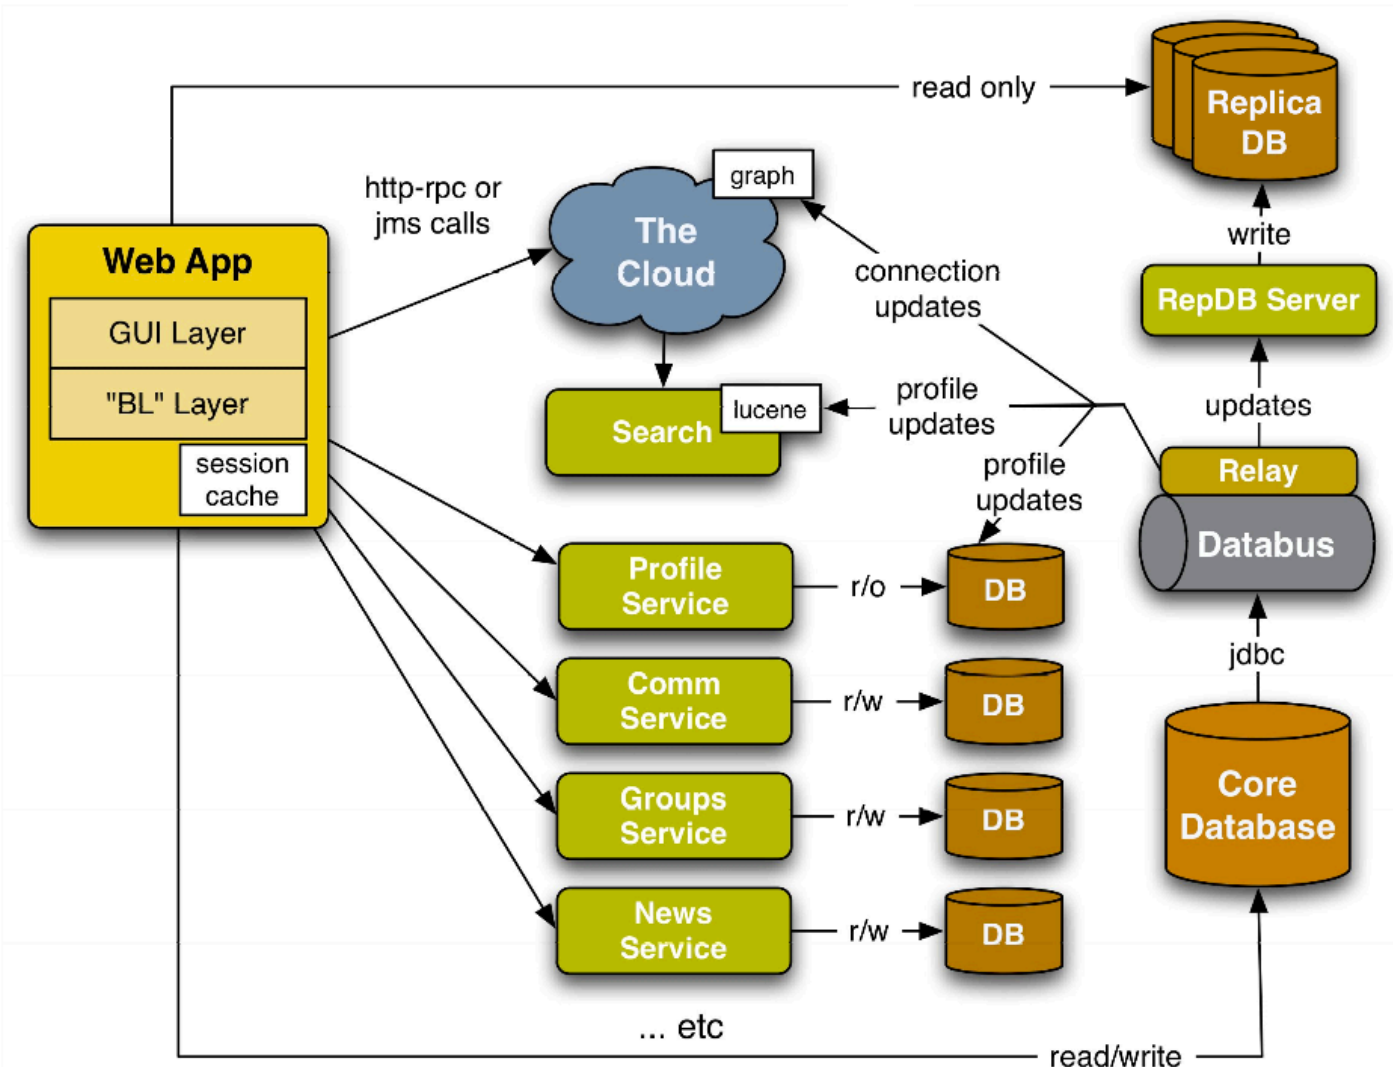 read only
Replica
DB
graph
http-rpc or
jms calls
The
Cloud
write
connection
updates
Web App
RepDB Server
GUI Layer
"BL" Layer
profile
updates
updates
lucene
Search
session
cache
profile
updates
Relay
Databus
Profile
Service
r/o
DB
jdbc
Comm
Service
r/w
DB
Core
Database
Groups
Service
r/w
DB
News
Service
r/w
DB
... etc
read/write